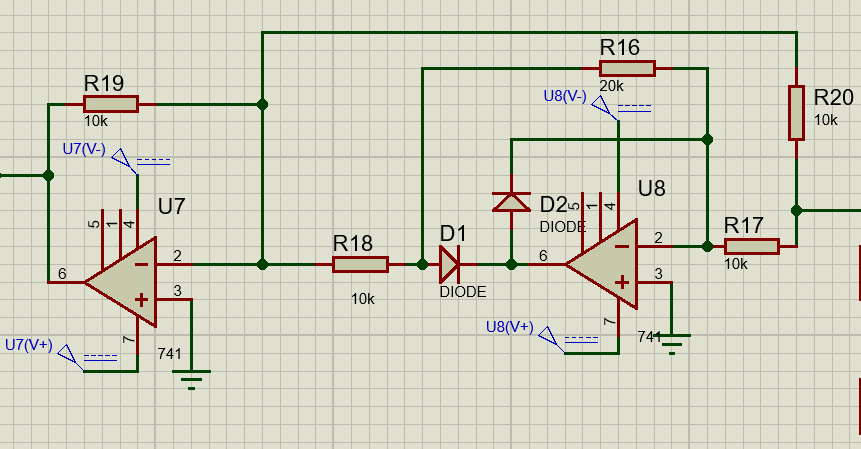 R16
20k
R19
10k
U8(V-)
R20
10k
U7(V-)
U7
5
1
4
2
6
3
7
741
U7(V+)
R18
10k
D1
DIODE
D2
DIODE
U8
5
1
4
2
6
3
7
741
U8(V+)
R17
10k